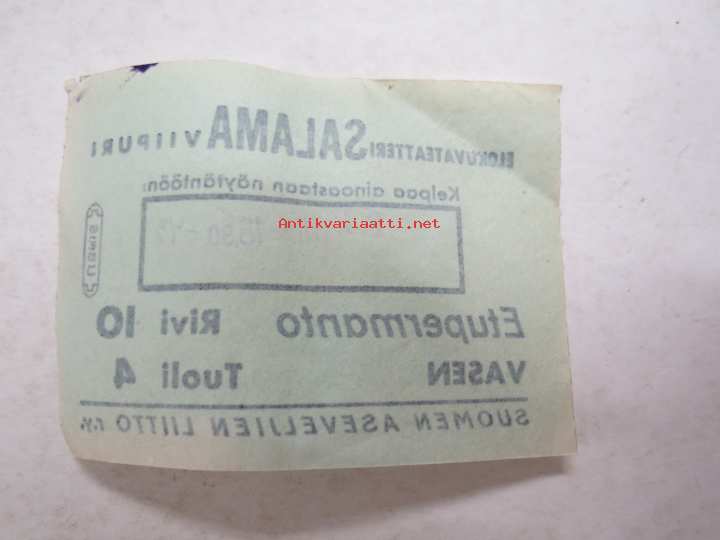 ELOKUVATEATTERI SALAMA VIIPURI
Kelpaa ainoastaan näytäntöön:
Antikvariaatti.net
Etupermanto Rivi 10
VASEN Tuoli 4
SUOMEN ASEVELJIEN LIITTO r.y.